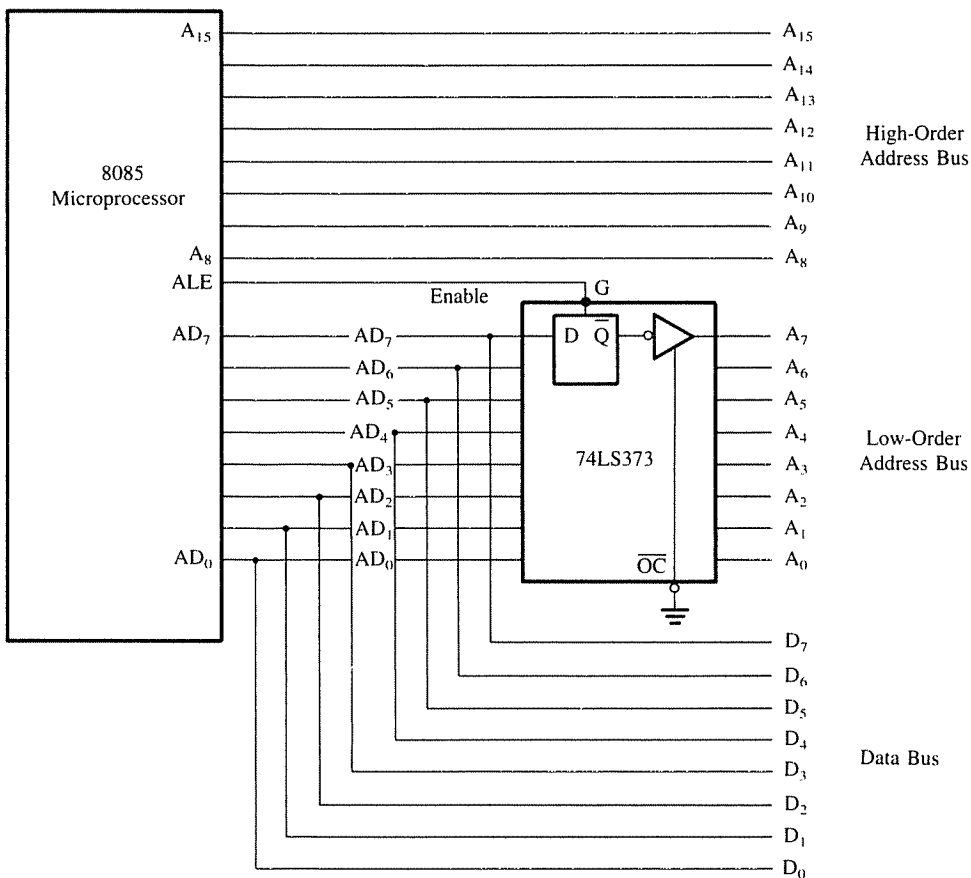 A₁₅ A₁₅
A₁₄
A₁₃
A₁₂
High-Order
Address Bus
A₁₁
8085
Microprocessor
A₁₀
A₉
A₈ A₈
ALE
Enable
G
AD₇ AD₇ D Q̅ A₇
AD₆ A₆
AD₅ A₅
AD₄ A₄
Low-Order
Address Bus
74LS373
AD₃ A₃
AD₂ A₂
AD₁ A₁
AD₀ AD₀ O̅C̅ A₀
D₇
D₆
D₅
D₄
Data Bus
D₃
D₂
D₁
D₀